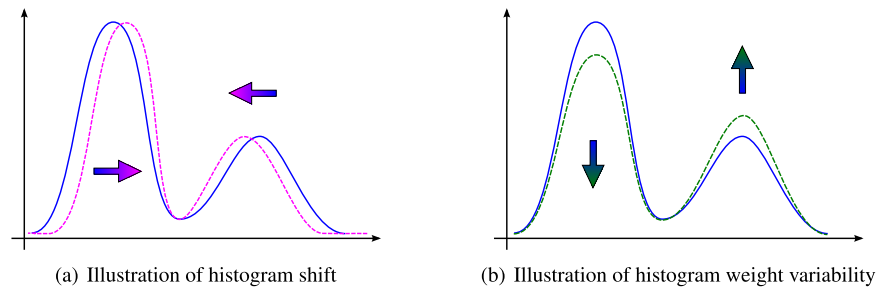 (a) Illustration of histogram shift
(b) Illustration of histogram weight variability